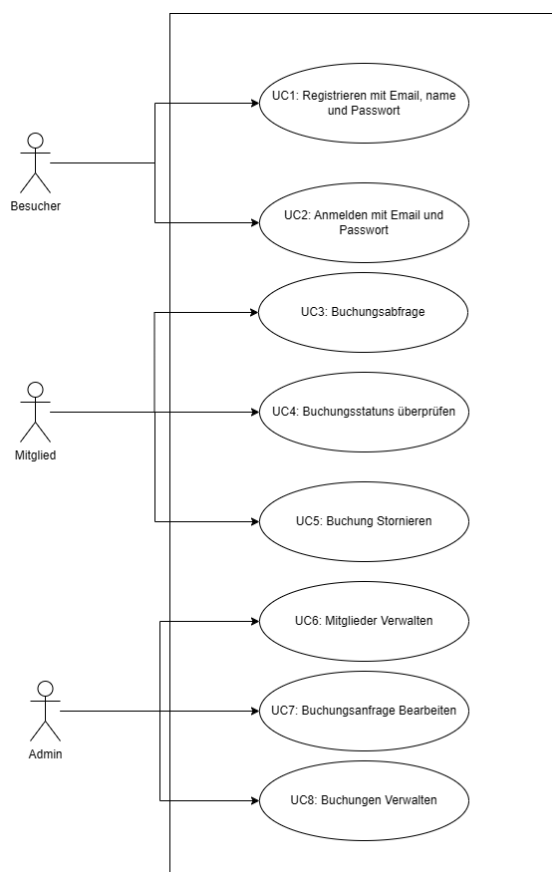 UC1: Registrieren mit Email, name
und Passwort
Besucher
UC2: Anmelden mit Email und
Passwort
UC3: Buchungsabfrage
UC4: Buchungsstatuns überprüfen
Mitglied
UC5: Buchung Stornieren
UC6: Mitglieder Verwalten
UC7: Buchungsanfrage Bearbeiten
Admin
UC8: Buchungen Verwalten